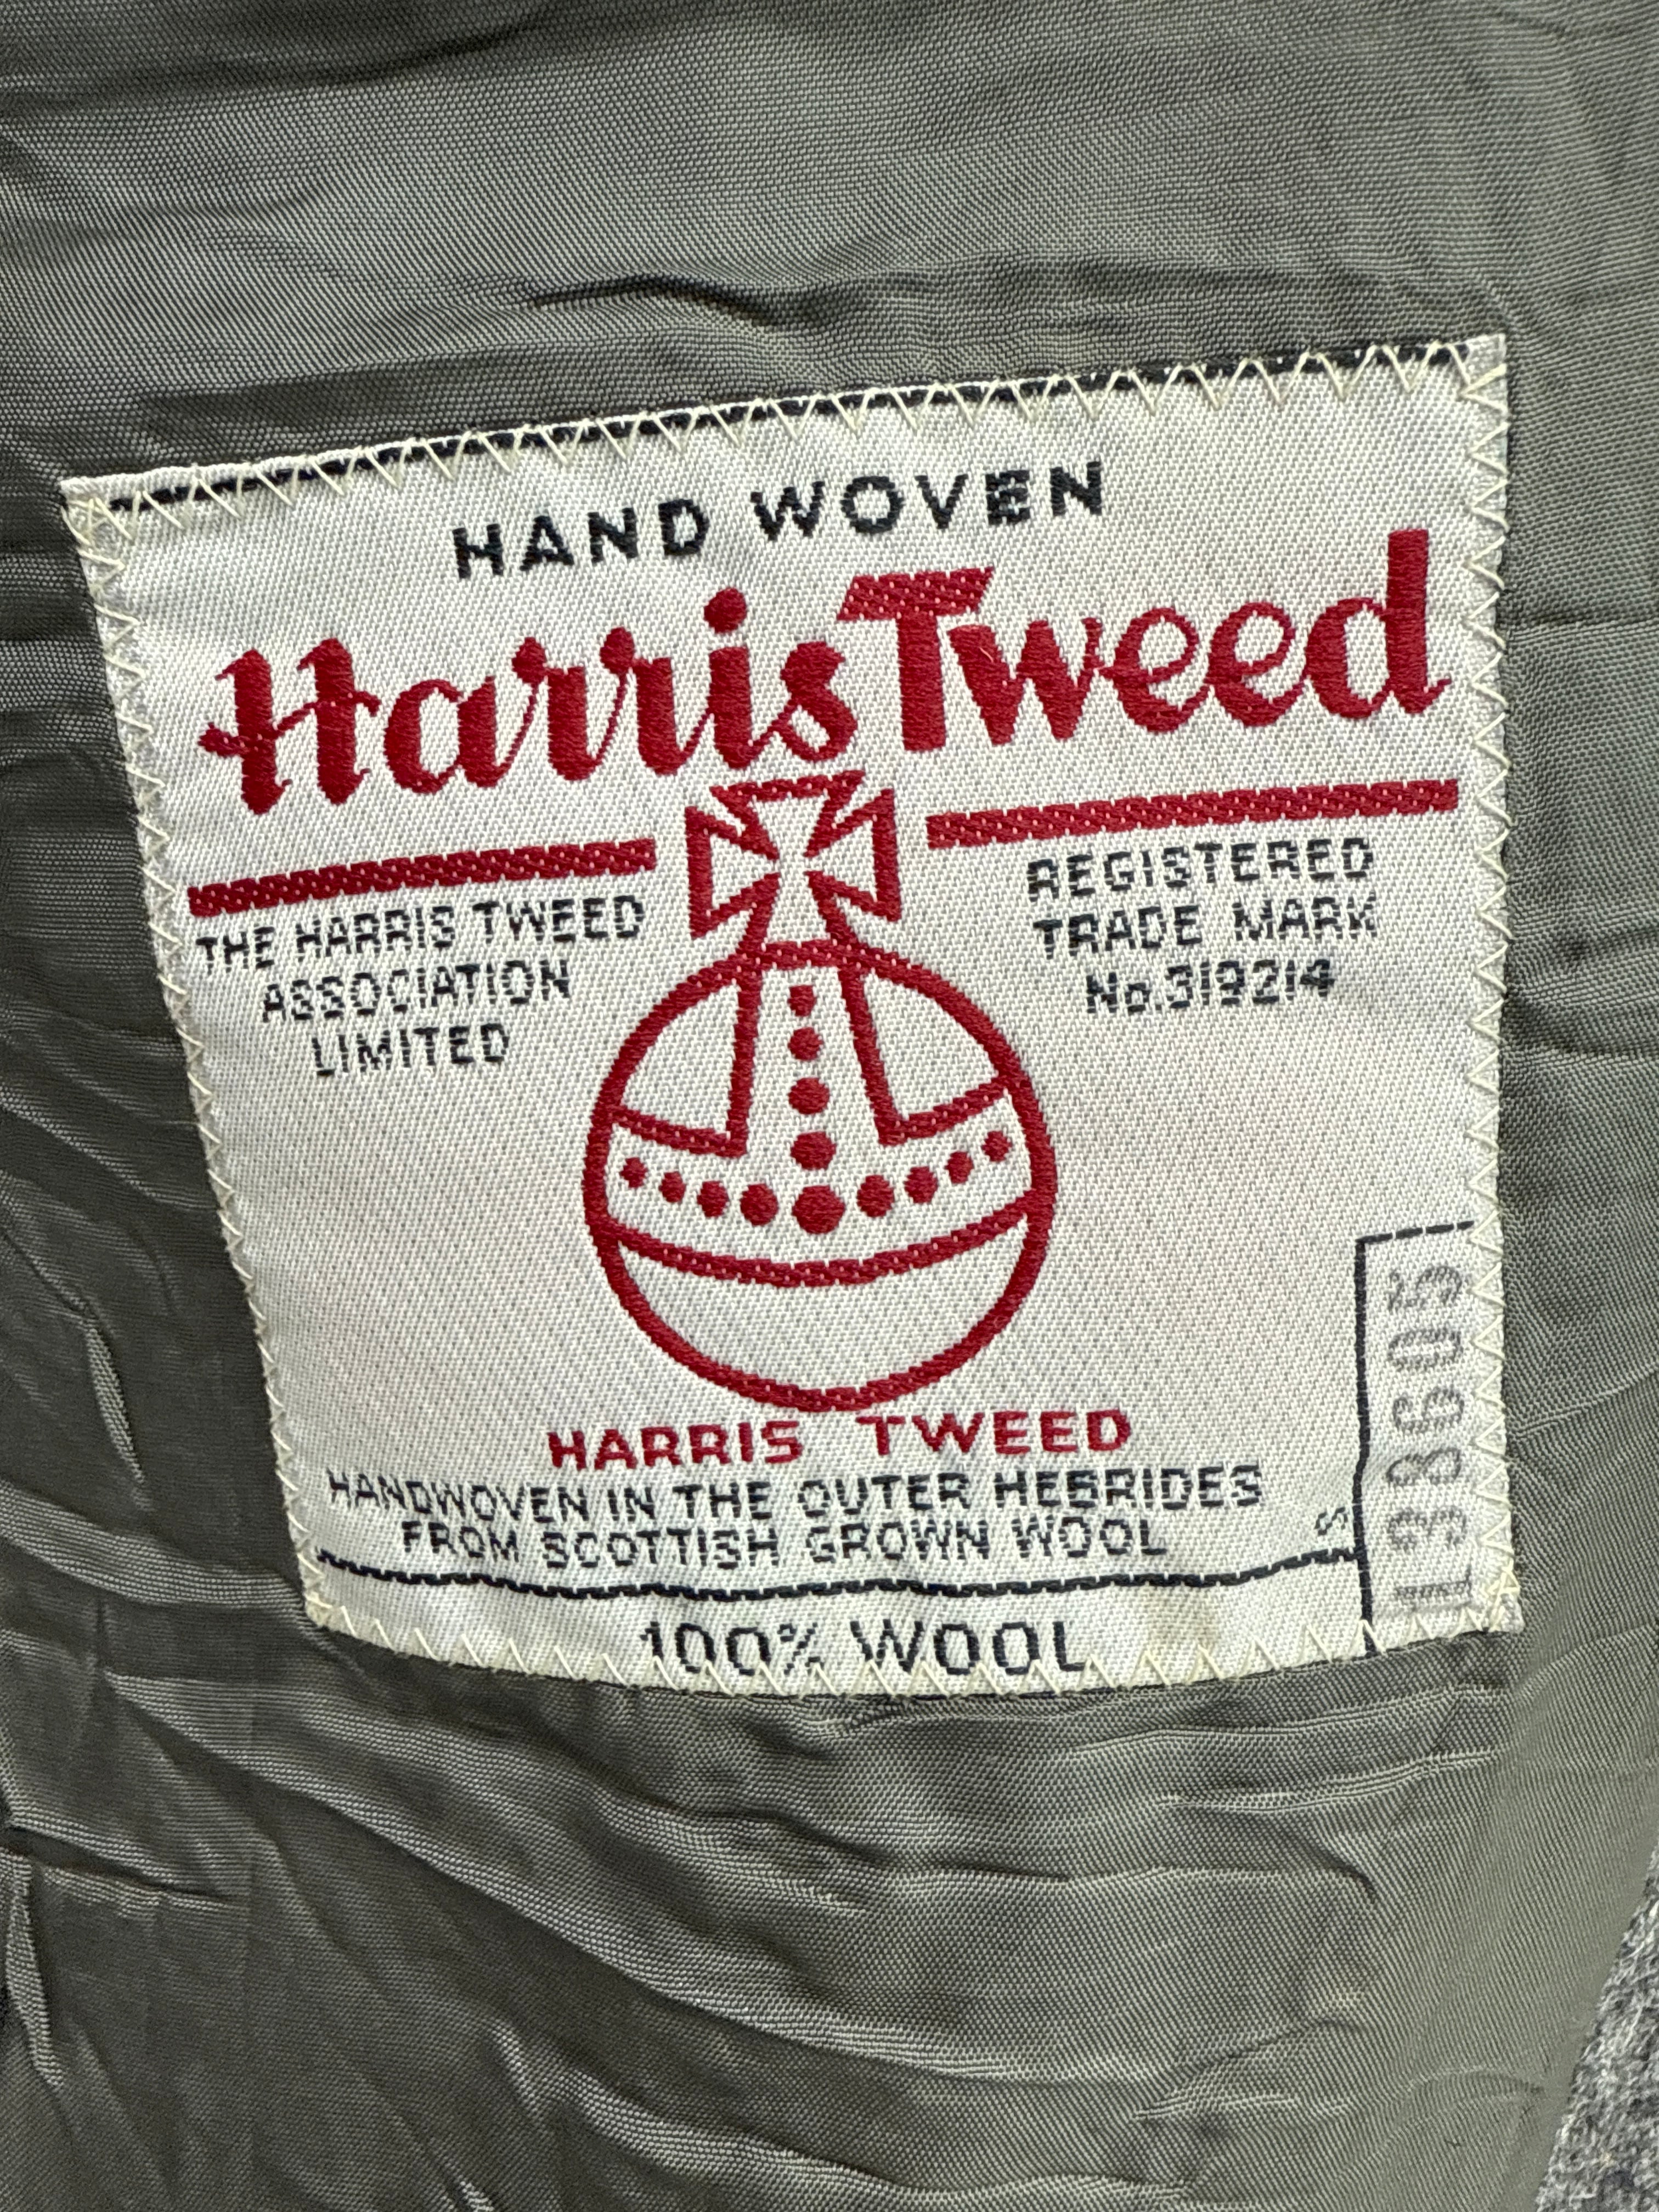 HAND WOVEN
Harris Tweed
THE HARRIS TWEED
ASSOCIATION
LIMITED
REGISTERED
TRADE MARK
No.319214
HARRIS TWEED
HANDWOVEN IN THE OUTER HEBRIDES
FROM SCOTTISH GROWN WOOL
S
100% WOOL